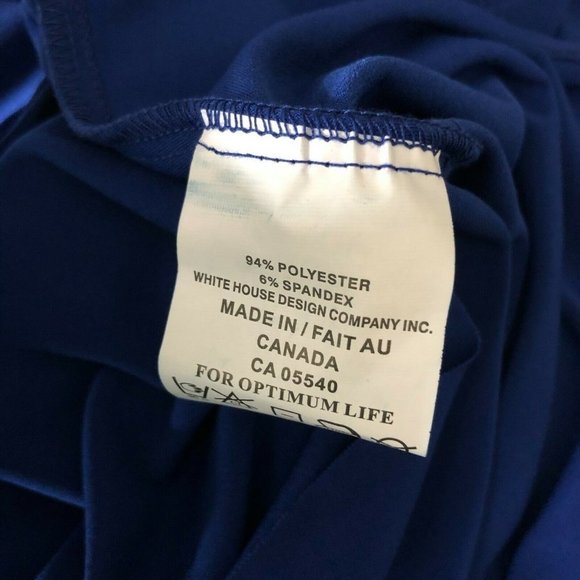 94% POLYESTER
6% SPANDEX
WHITE HOUSE DESIGN COMPANY INC.
MADE IN / FAIT AU
CANADA
CA 05540
FOR OPTIMUM LIFE